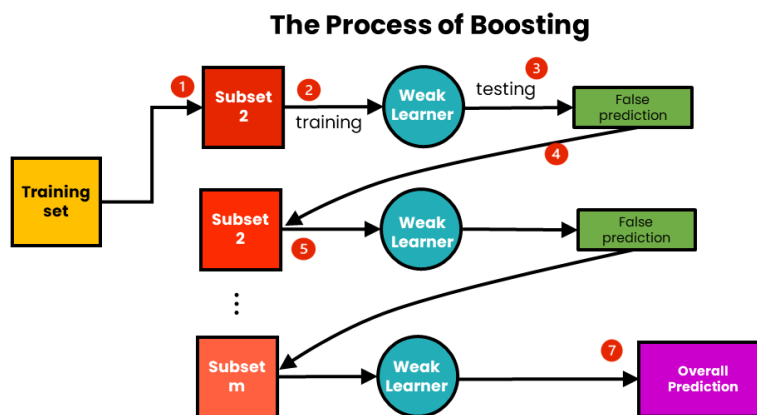 The Process of Boosting
1
Subset
2
2
training
Weak
Learner
3
testing
False
prediction
4
Training
set
Subset
2
5
Weak
Learner
False
prediction
Subset
m
Weak
Learner
7
Overall
Prediction